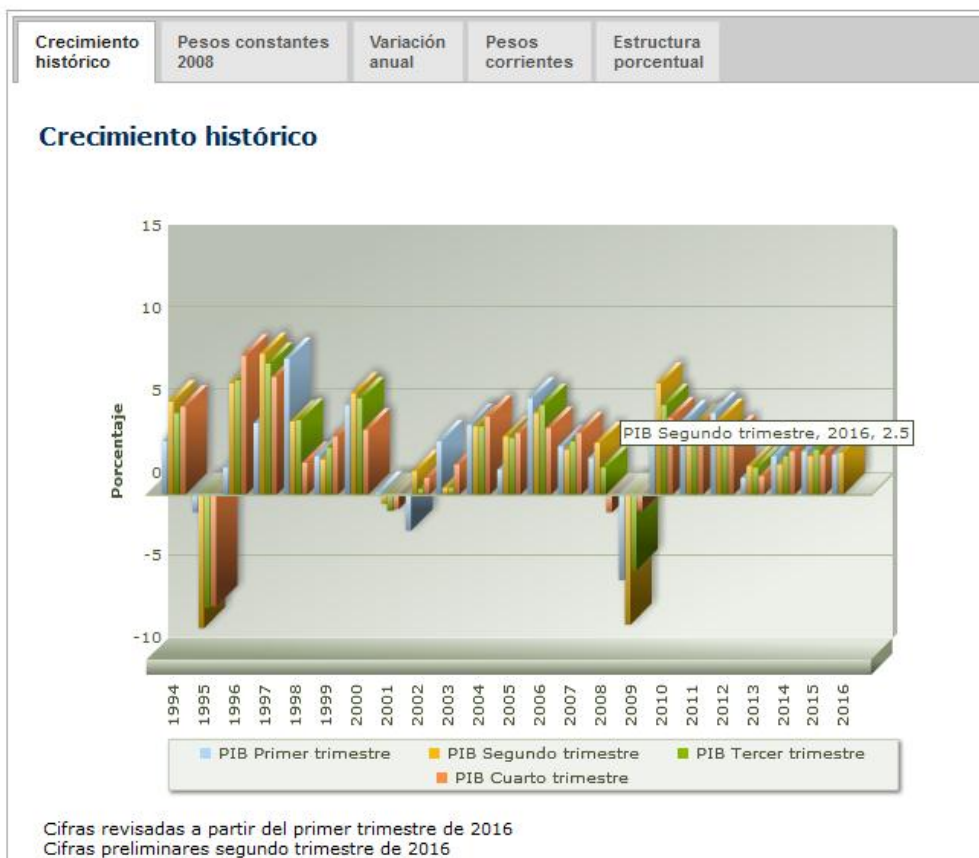 Crecimiento histórico
Pesos constantes 2008
Variación anual
Pesos corrientes
Estructura porcentual
Crecimiento histórico
15
10
5
0
-5
-10
Porcentaje
PIB Segundo trimestre, 2016, 2.5
1994
1995
1996
1997
1998
1999
2000
2001
2002
2003
2004
2005
2006
2007
2008
2009
2010
2011
2012
2013
2014
2015
2016
PIB Primer trimestre
PIB Segundo trimestre
PIB Tercer trimestre
PIB Cuarto trimestre
Cifras revisadas a partir del primer trimestre de 2016
Cifras preliminares segundo trimestre de 2016